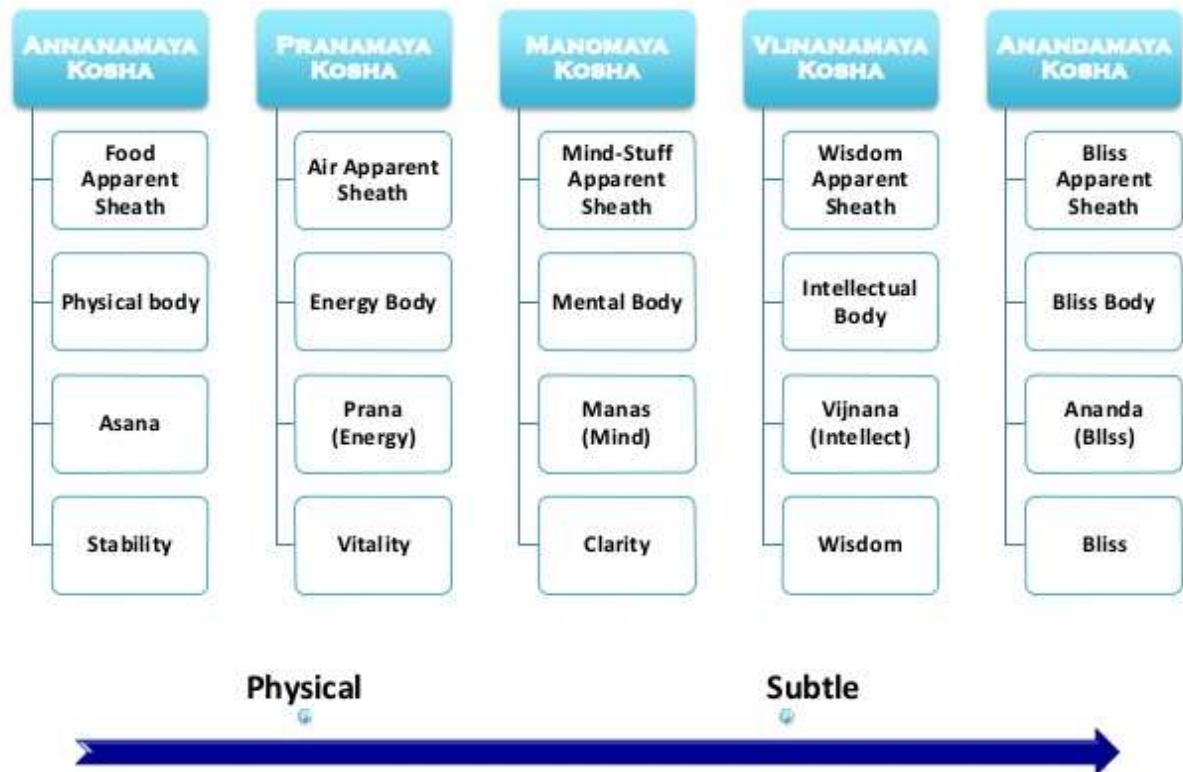 ANNANAMAYA
KOSHA
Food
Apparent
Sheath
Physical body
Asana
Stability
PRANAMAYA
KOSHA
Air Apparent
Sheath
Energy Body
Prana
(Energy)
Vitality
MANOMAYA
KOSHA
Mind-Stuff
Apparent
Sheath
Mental Body
Manas
(Mind)
Clarity
VIJNANAMAYA
KOSHA
Wisdom
Apparent
Sheath
Intellectual
Body
Vijnana
(Intellect)
Wisdom
ANANDAMAYA
KOSHA
Bliss
Apparent
Sheath
Bliss Body
Ananda
(Bliss)
Bliss
Physical
Subtle